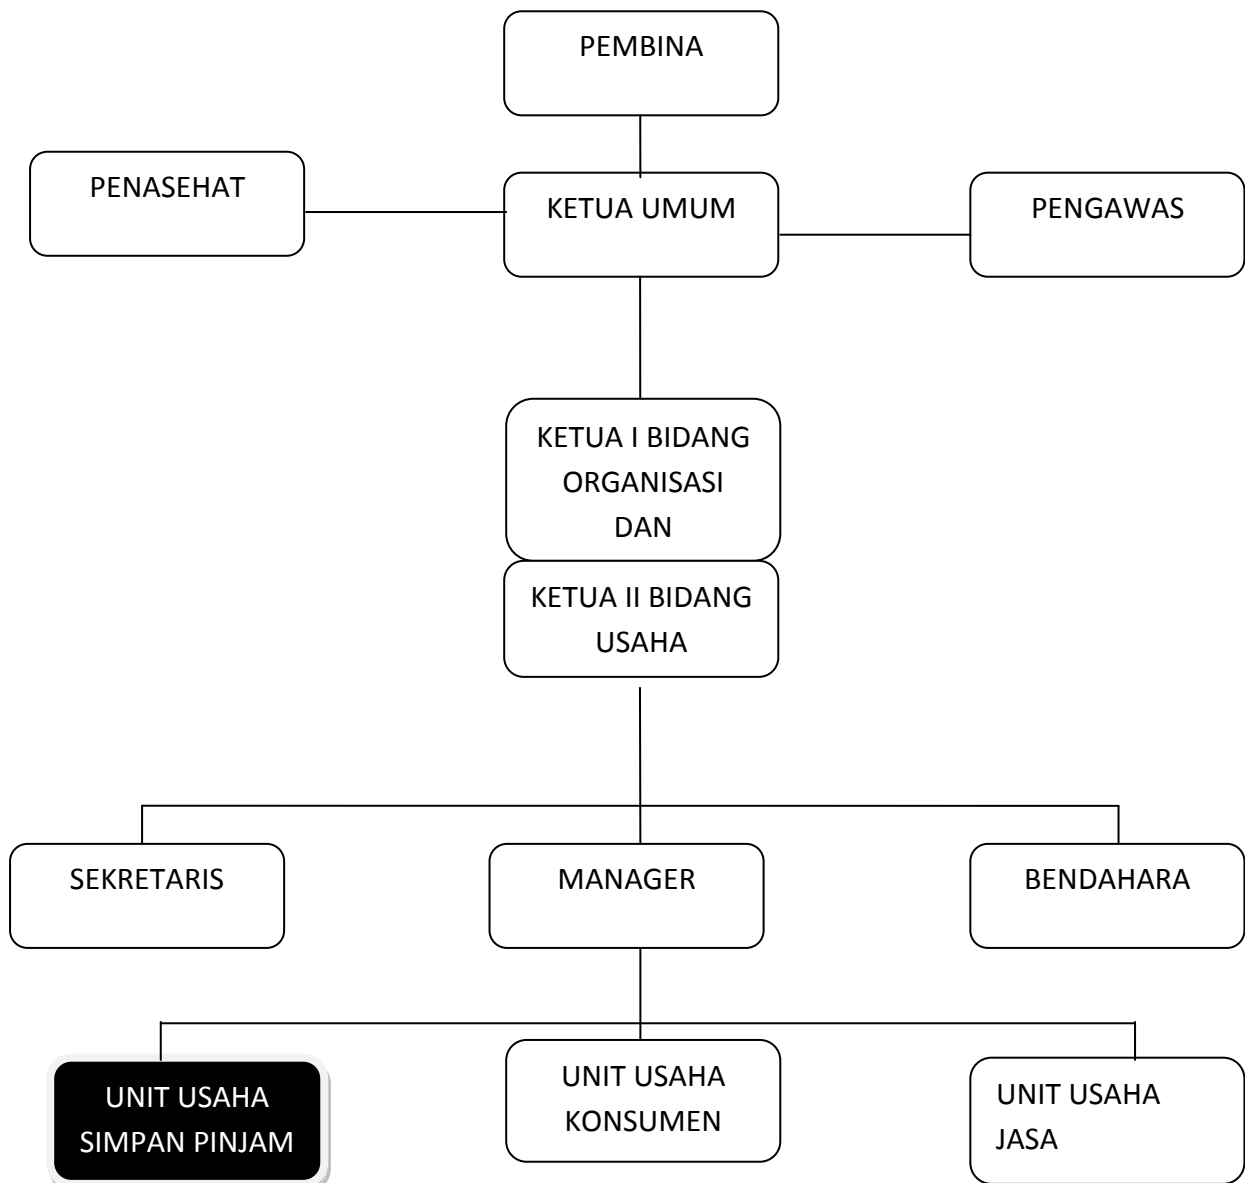 PEMBINA
PENASEHAT
KETUA UMUM
PENGAWAS
KETUA I BIDANG
ORGANISASI
DAN
KETUA II BIDANG
USAHA
SEKRETARIS
MANAGER
BENDAHARA
UNIT USAHA
SIMPAN PINJAM
UNIT USAHA
KONSUMEN
UNIT USAHA
JASA